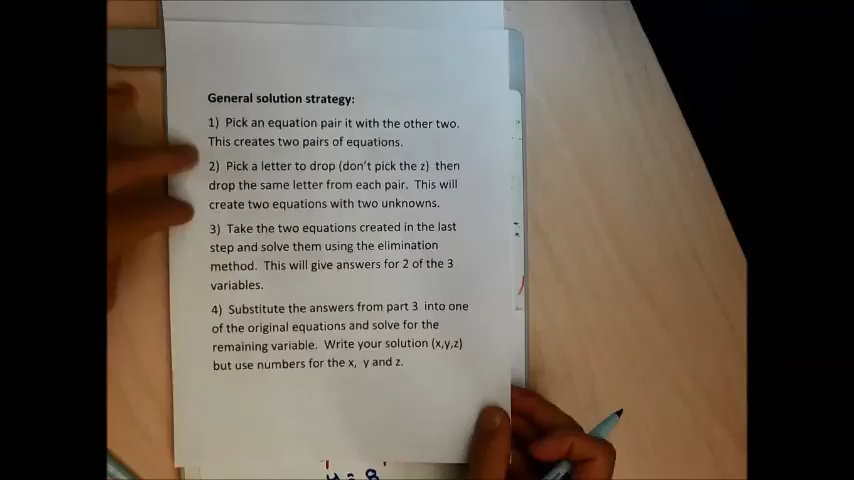 General solution strategy:
1) Pick an equation pair it with the other two.
This creates two pairs of equations.
2) Pick a letter to drop (don't pick the z) then
drop the same letter from each pair. This will
create two equations with two unknowns.
3) Take the two equations created in the last
step and solve them using the elimination
method. This will give answers for 2 of the 3
variables.
4) Substitute the answers from part 3 into one
of the original equations and solve for the
remaining variable. Write your solution (x,y,z)
but use numbers for the x, y and z.
y = 8